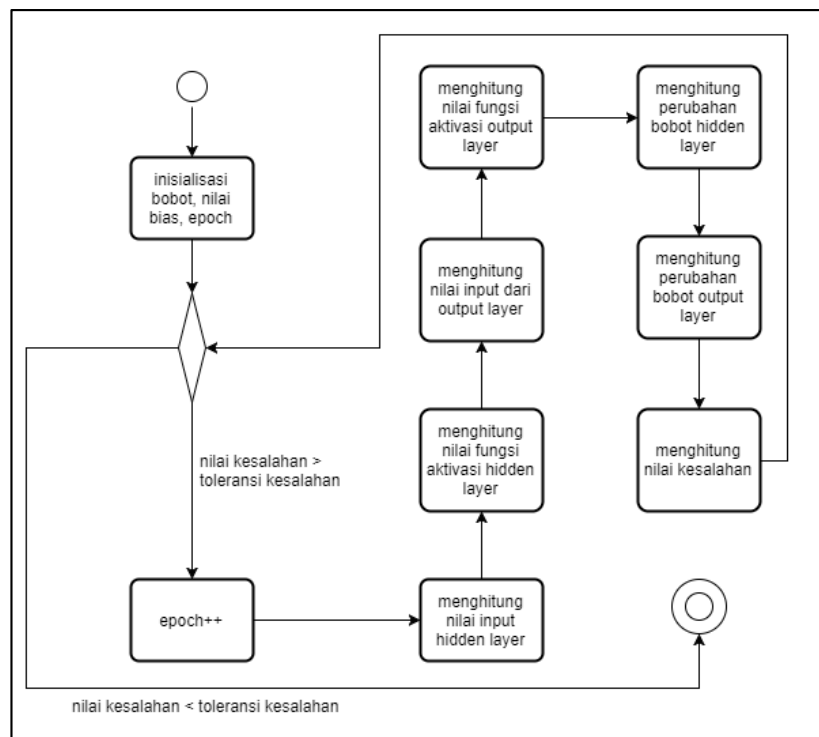 inisialisasi
bobot, nilai
bias, epoch
nilai kesalahan >
toleransi kesalahan
epoch++
menghitung
nilai input
hidden layer
menghitung
nilai fungsi
aktivasi hidden
layer
menghitung
nilai input dari
output layer
menghitung
nilai fungsi
aktivasi output
layer
menghitung
perubahan
bobot hidden
layer
menghitung
perubahan
bobot output
layer
menghitung
nilai kesalahan
nilai kesalahan < toleransi kesalahan